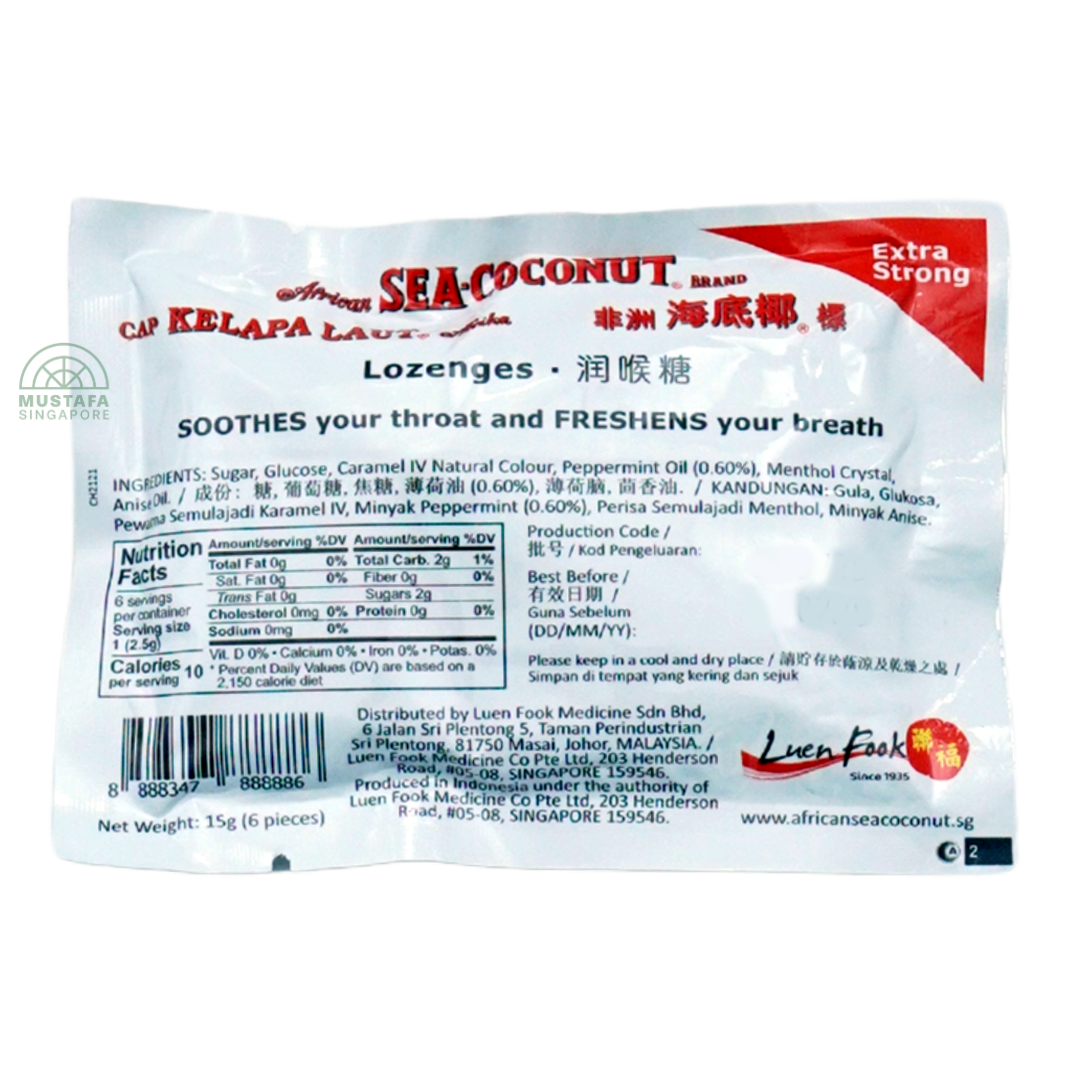 Extra
Strong
African SEA-COCONUT® BRAND
CAP KELAPA LAUT® Afrika
非洲 海底椰® 標
Lozenges · 润喉糖
MUSTAFA
SINGAPORE
SOOTHES your throat and FRESHENS your breath
CH2121
INGREDIENTS: Sugar, Glucose, Caramel IV Natural Colour, Peppermint Oil (0.60%), Menthol Crystal,
Anise Oil. / 成份: 糖, 葡萄糖, 焦糖, 薄荷油 (0.60%), 薄荷脑, 茴香油. / KANDUNGAN: Gula, Glukosa,
Pewarna Semulajadi Karamel IV, Minyak Peppermint (0.60%), Perisa Semulajadi Menthol, Minyak Anise.
Nutrition
Facts
6 servings
per container
Serving size
1 (2.5g)
Calories
per serving 10
Amount/serving %DV Amount/serving %DV
Total Fat 0g 0% Total Carb. 2g 1%
Sat. Fat 0g 0% Fiber 0g 0%
Trans Fat 0g Sugars 2g
Cholesterol 0mg 0% Protein 0g 0%
Sodium 0mg 0%
Vit. D 0% • Calcium 0% • Iron 0% • Potas. 0%
* Percent Daily Values (DV) are based on a
2,150 calorie diet
Production Code /
批号 / Kod Pengeluaran:
Best Before /
有效日期 /
Guna Sebelum
(DD/MM/YY):
Please keep in a cool and dry place / 請貯存於蔭涼及乾燥之處 /
Simpan di tempat yang kering dan sejuk
8 888347 888886
Net Weight: 15g (6 pieces)
Distributed by Luen Fook Medicine Sdn Bhd,
6 Jalan Sri Plentong 5, Taman Perindustrian
Sri Plentong, 81750 Masai, Johor, MALAYSIA. /
Luen Fook Medicine Co Pte Ltd, 203 Henderson
Road, #05-08, SINGAPORE 159546.
Produced in Indonesia under the authority of
Luen Fook Medicine Co Pte Ltd, 203 Henderson
Road, #05-08, SINGAPORE 159546.
Luen Fook 聯福
Since 1935
www.africanseacoconut.sg
A 2